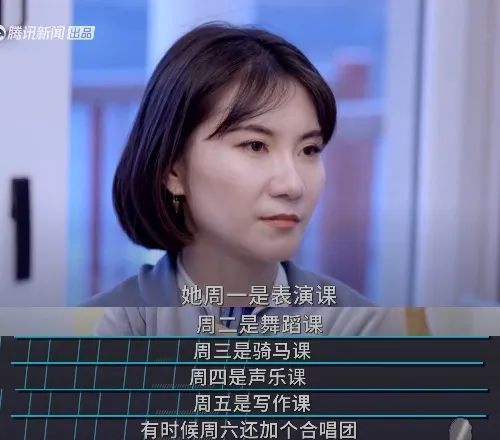 腾讯新闻 出品
她周一是表演课
周二是舞蹈课
周三是骑马课
周四是声乐课
周五是写作课
有时候周六还加个合唱团